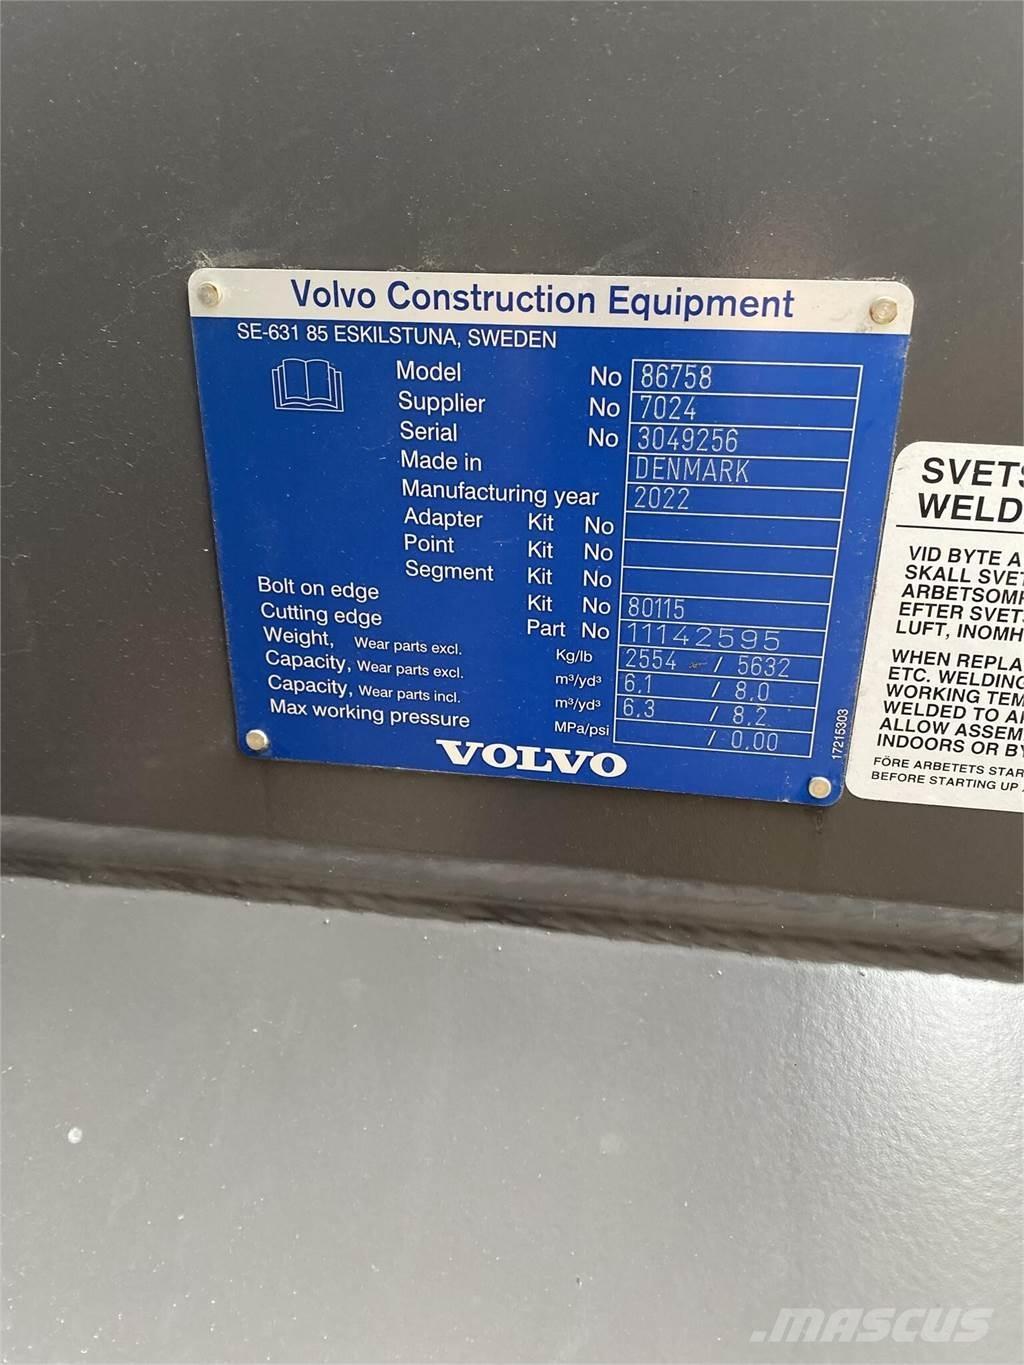 Volvo Construction Equipment
SE-631 85 ESKILSTUNA, SWEDEN
Model No 86758
Supplier No 7024
Serial No 3049256
Made in DENMARK
Manufacturing year 2022
Adapter Kit No
Point Kit No
Segment Kit No
Bolt on edge Kit No 80115
Cutting edge Part No 11142595
Weight, Wear parts excl. Kg/lb 2554 / 5632
Capacity, Wear parts excl. m³/yd³ 6.1 / 8.0
Capacity, Wear parts incl. m³/yd³ 6.3 / 8.2
Max working pressure MPa/psi / 0.00
VOLVO
17215303
SVETS
WELD
VID BYTE A
SKALL SVET
ARBETSOMR
EFTER SVETS
LUFT, INOMH
WHEN REPLA
ETC. WELDING
WORKING TEM
WELDED TO A
ALLOW ASSEM
INDOORS OR BY
FÖRE ARBETETS STAR
BEFORE STARTING UP
MASCUS